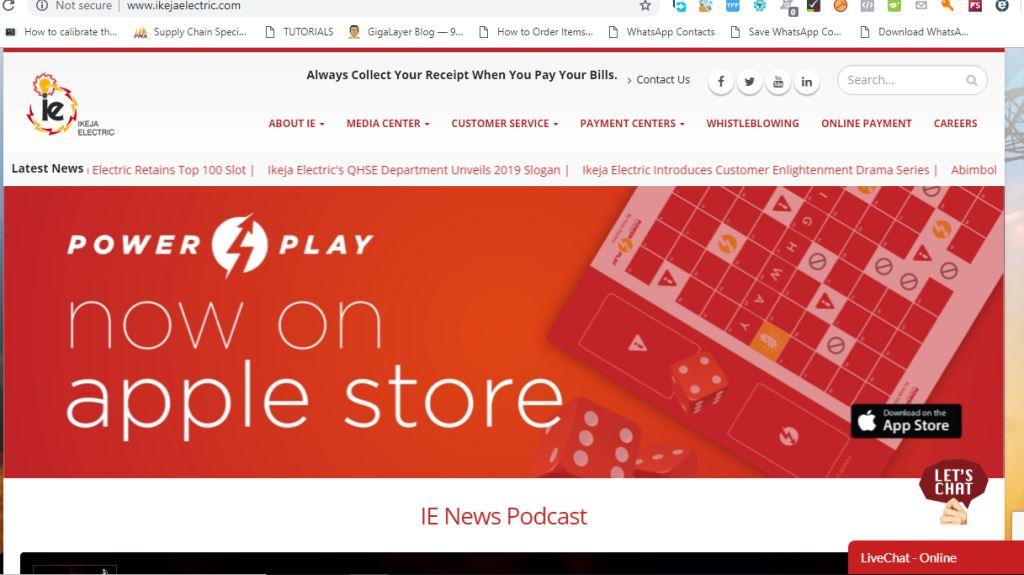 Not secure | www.ikejaelectric.com
How to calibrate th... Supply Chain Speci... TUTORIALS GigaLayer Blog — 9... How to Order Items... WhatsApp Contacts Save WhatsApp Co... Download WhatsA...
Always Collect Your Receipt When You Pay Your Bills. › Contact Us Search...
ie IKEJA ELECTRIC
ABOUT IE MEDIA CENTER CUSTOMER SERVICE PAYMENT CENTERS WHISTLEBLOWING ONLINE PAYMENT CAREERS
Latest News Electric Retains Top 100 Slot | Ikeja Electric's QHSE Department Unveils 2019 Slogan | Ikeja Electric Introduces Customer Enlightenment Drama Series | Abimbol
POWER PLAY
now on
apple store
HIGHWAY
Download on the
App Store
LET'S
CHAT
IE News Podcast
LiveChat - Online